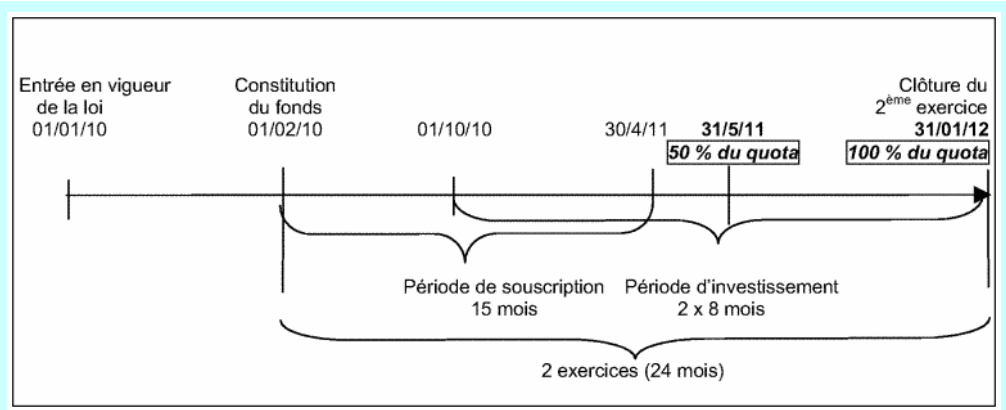 Entrée en vigueur
de la loi
01/01/10
Constitution
du fonds
01/02/10
01/10/10
30/4/11
31/5/11
50 % du quota
Clôture du
2ème exercice
31/01/12
100 % du quota
Période de souscription
15 mois
Période d'investissement
2 x 8 mois
2 exercices (24 mois)